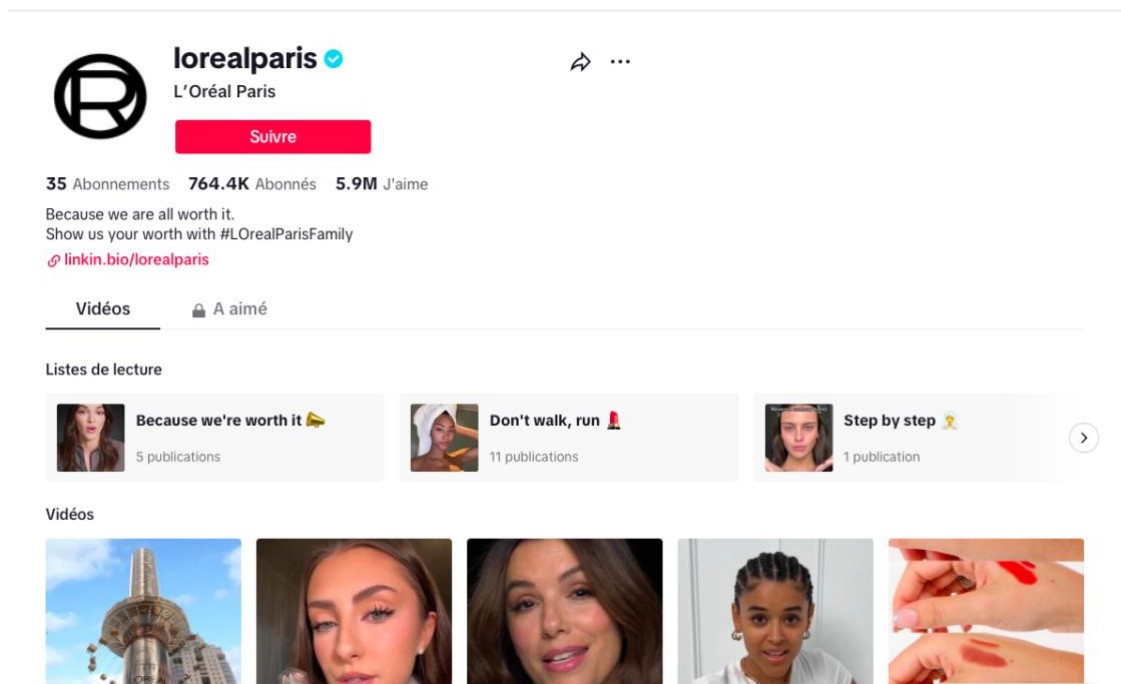 lorealparis
L'Oréal Paris
Suivre
35 Abonnements 764.4K Abonnés 5.9M J'aime
Because we are all worth it.
Show us your worth with #LOrealParisFamily
linkin.bio/lorealparis
Vidéos A aimé
Listes de lecture
Because we're worth it
5 publications
Don't walk, run
11 publications
Step by step
1 publication
Vidéos